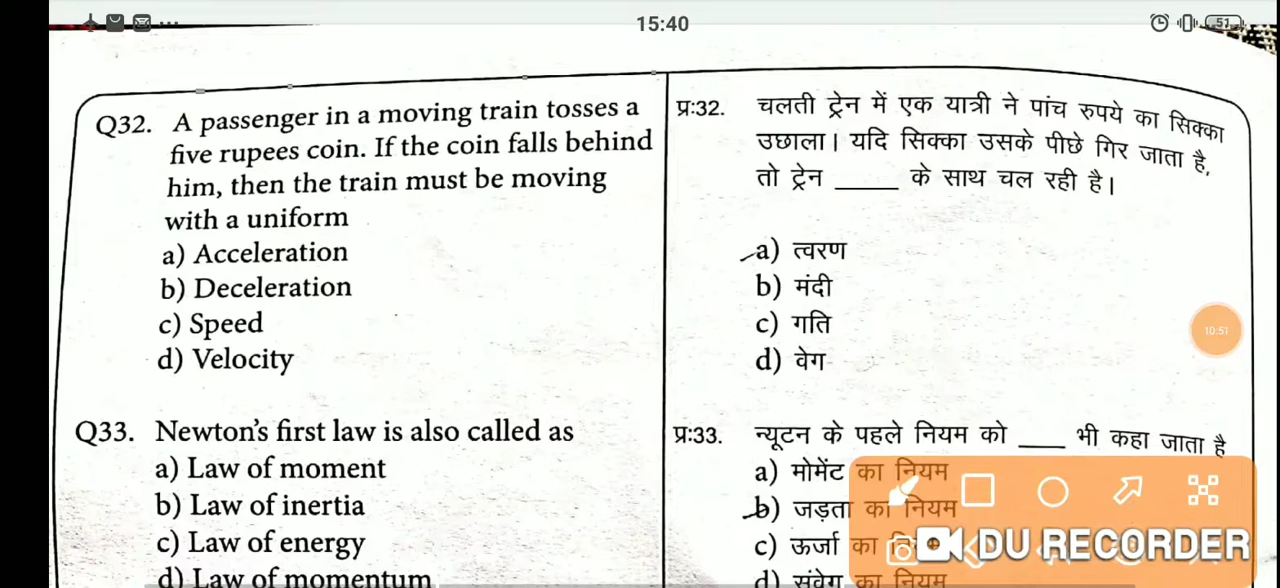 15:40
51
Q32. A passenger in a moving train tosses a
five rupees coin. If the coin falls behind
him, then the train must be moving
with a uniform
a) Acceleration
b) Deceleration
c) Speed
d) Velocity
Q33. Newton's first law is also called as
a) Law of moment
b) Law of inertia
c) Law of energy
d) Law of momentum
प्र:32. चलती ट्रेन में एक यात्री ने पांच रुपये का सिक्का
उछाला। यदि सिक्का उसके पीछे गिर जाता है,
तो ट्रेन _____ के साथ चल रही है।
a) त्वरण
b) मंदी
c) गति
d) वेग
10:51
प्र:33. न्यूटन के पहले नियम को ____ भी कहा जाता है
a) मोमेंट का नियम
b) जड़ता का नियम
c) ऊर्जा का
d) संवेग का नियम
DU RECORDER